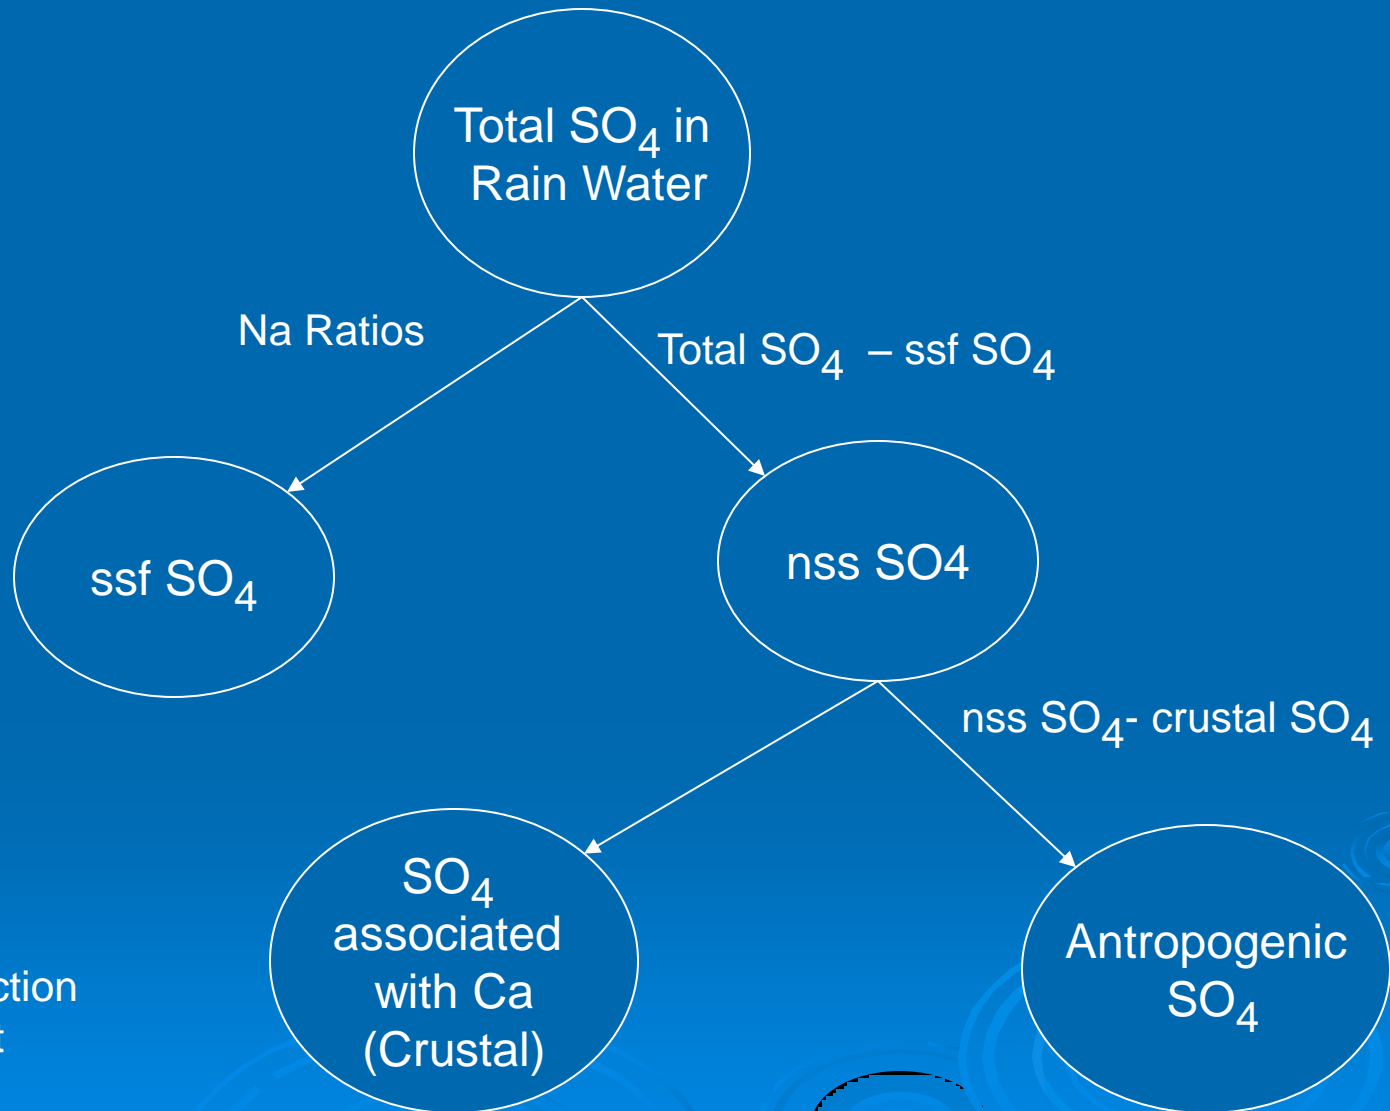 Total SO₄ in
Rain Water
Na Ratios
Total SO₄ – ssf SO₄
ssf SO₄
nss SO4
nss SO₄- crustal SO₄
SO₄
associated
with Ca
(Crustal)
Antropogenic
SO₄